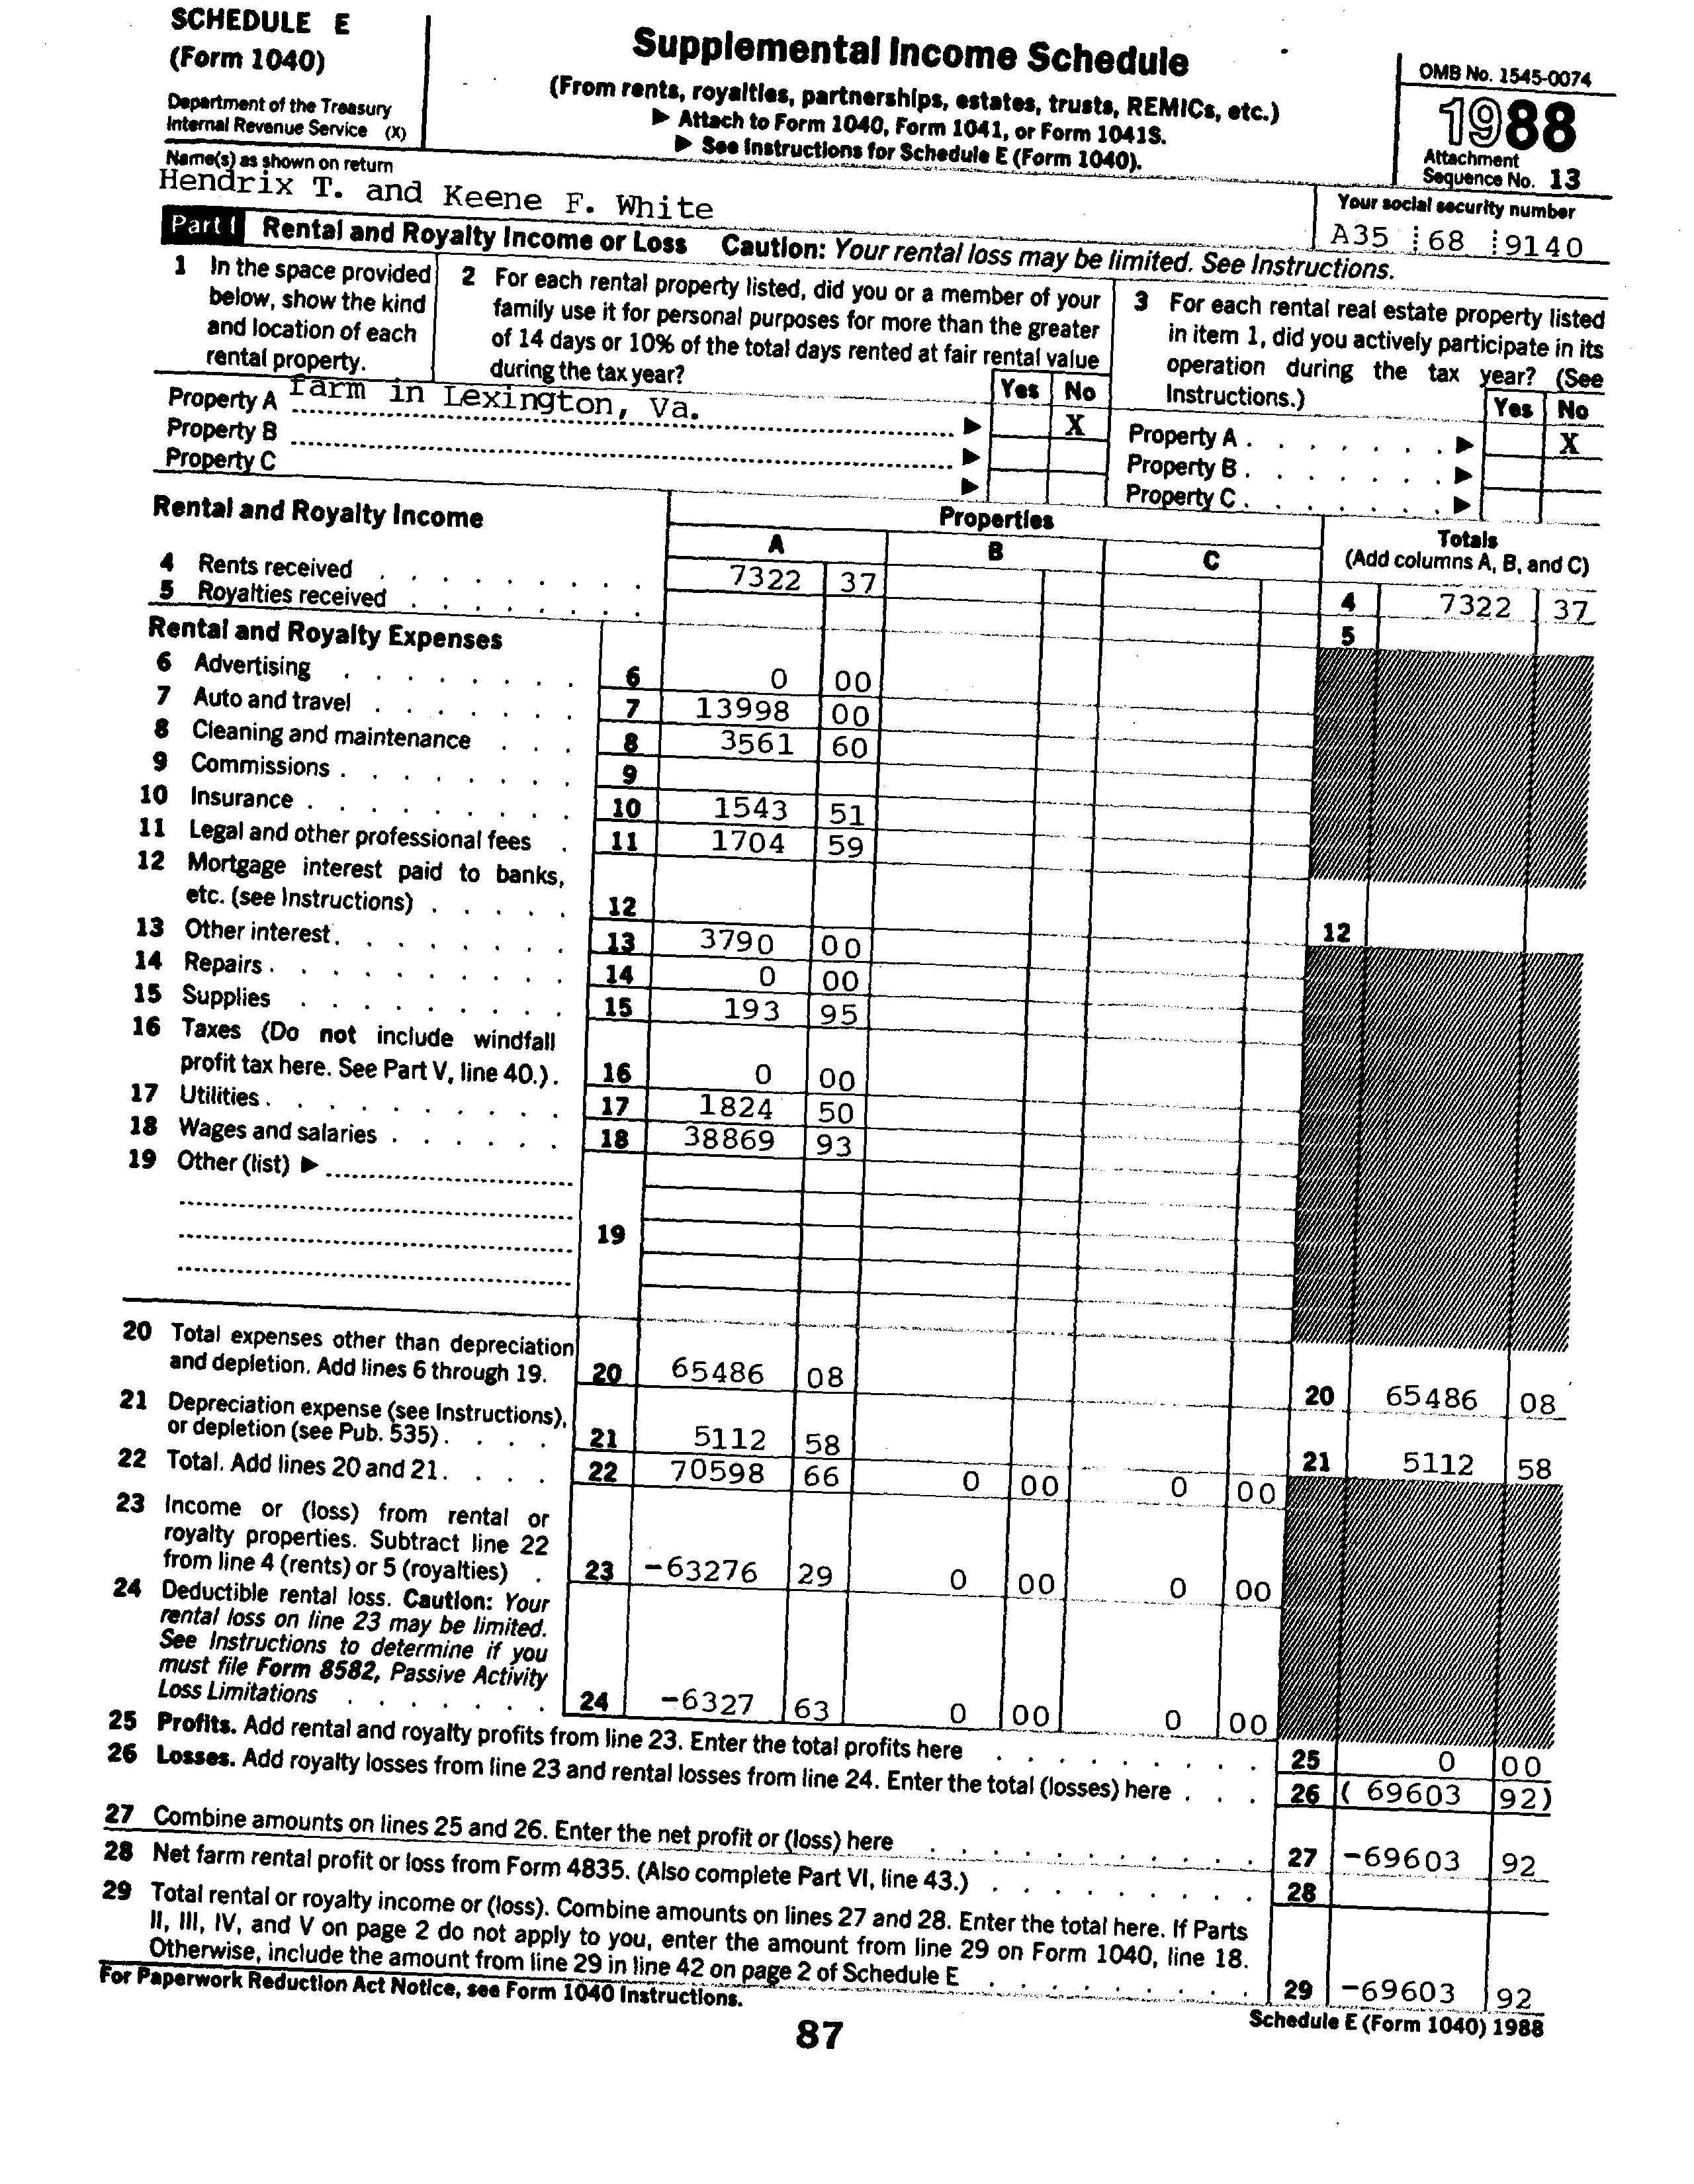 SCHEDULE E
(Form 1040)
Department of the Treasury
Internal Revenue Service (X)
Supplemental Income Schedule
(From rents, royalties, partnerships, estates, trusts, REMICs, etc.)
▶ Attach to Form 1040, Form 1041, or Form 1041S.
▶ See Instructions for Schedule E (Form 1040).
OMB No. 1545-0074
1988
Attachment
Sequence No. 13
Name(s) as shown on return
Hendrix T. and Keene F. White
Your social security number
A35 68 9140
Part I Rental and Royalty Income or Loss Caution: Your rental loss may be limited. See Instructions.
1 In the space provided
below, show the kind
and location of each
rental property.
2 For each rental property listed, did you or a member of your
family use it for personal purposes for more than the greater
of 14 days or 10% of the total days rented at fair rental value
during the tax year?
3 For each rental real estate property listed
in item 1, did you actively participate in its
operation during the tax year? (See
Instructions.)
Yes No
Yes No
Property A farm in Lexington, Va. ▶ X
Property B ▶
Property C ▶
Property A . . . . . . . ▶ X
Property B . . . . . . . ▶
Property C . . . . . . . ▶
Rental and Royalty Income
Properties
A B C
Totals
(Add columns A, B, and C)
4 Rents received 7322 37 4 7322 37
5 Royalties received 5
Rental and Royalty Expenses
6 Advertising 6 0 00
7 Auto and travel 7 13998 00
8 Cleaning and maintenance 8 3561 60
9 Commissions 9
10 Insurance 10 1543 51
11 Legal and other professional fees 11 1704 59
12 Mortgage interest paid to banks,
etc. (see Instructions) 12 12
13 Other interest 13 3790 00
14 Repairs 14 0 00
15 Supplies 15 193 95
16 Taxes (Do not include windfall
profit tax here. See Part V, line 40.) 16 0 00
17 Utilities 17 1824 50
18 Wages and salaries 18 38869 93
19 Other (list) ▶
19
20 Total expenses other than depreciation
and depletion. Add lines 6 through 19. 20 65486 08 20 65486 08
21 Depreciation expense (see Instructions),
or depletion (see Pub. 535) 21 5112 58 21 5112 58
22 Total. Add lines 20 and 21 22 70598 66 0 00 0 00
23 Income or (loss) from rental or
royalty properties. Subtract line 22
from line 4 (rents) or 5 (royalties) 23 -63276 29 0 00 0 00
24 Deductible rental loss. Caution: Your
rental loss on line 23 may be limited.
See Instructions to determine if you
must file Form 8582, Passive Activity
Loss Limitations 24 -6327 63 0 00 0 00
25 Profits. Add rental and royalty profits from line 23. Enter the total profits here 25 0 00
26 Losses. Add royalty losses from line 23 and rental losses from line 24. Enter the total (losses) here 26 ( 69603 92)
27 Combine amounts on lines 25 and 26. Enter the net profit or (loss) here 27 -69603 92
28 Net farm rental profit or loss from Form 4835. (Also complete Part VI, line 43.) 28
29 Total rental or royalty income or (loss). Combine amounts on lines 27 and 28. Enter the total here. If Parts
II, III, IV, and V on page 2 do not apply to you, enter the amount from line 29 on Form 1040, line 18.
Otherwise, include the amount from line 29 in line 42 on page 2 of Schedule E 29 -69603 92
For Paperwork Reduction Act Notice, see Form 1040 Instructions.
Schedule E (Form 1040) 1988
87